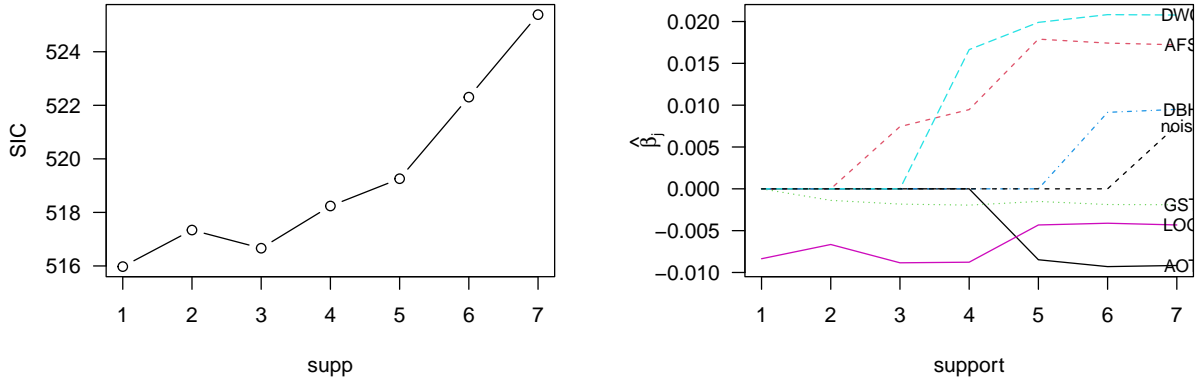 SIC
524
522
520
518
516
1 2 3 4 5 6 7
supp
β̂j
0.020
0.015
0.010
0.005
0.000
−0.005
−0.010
DW
AFS
DBH
nois
GST
LOG
AOT
1 2 3 4 5 6 7
support